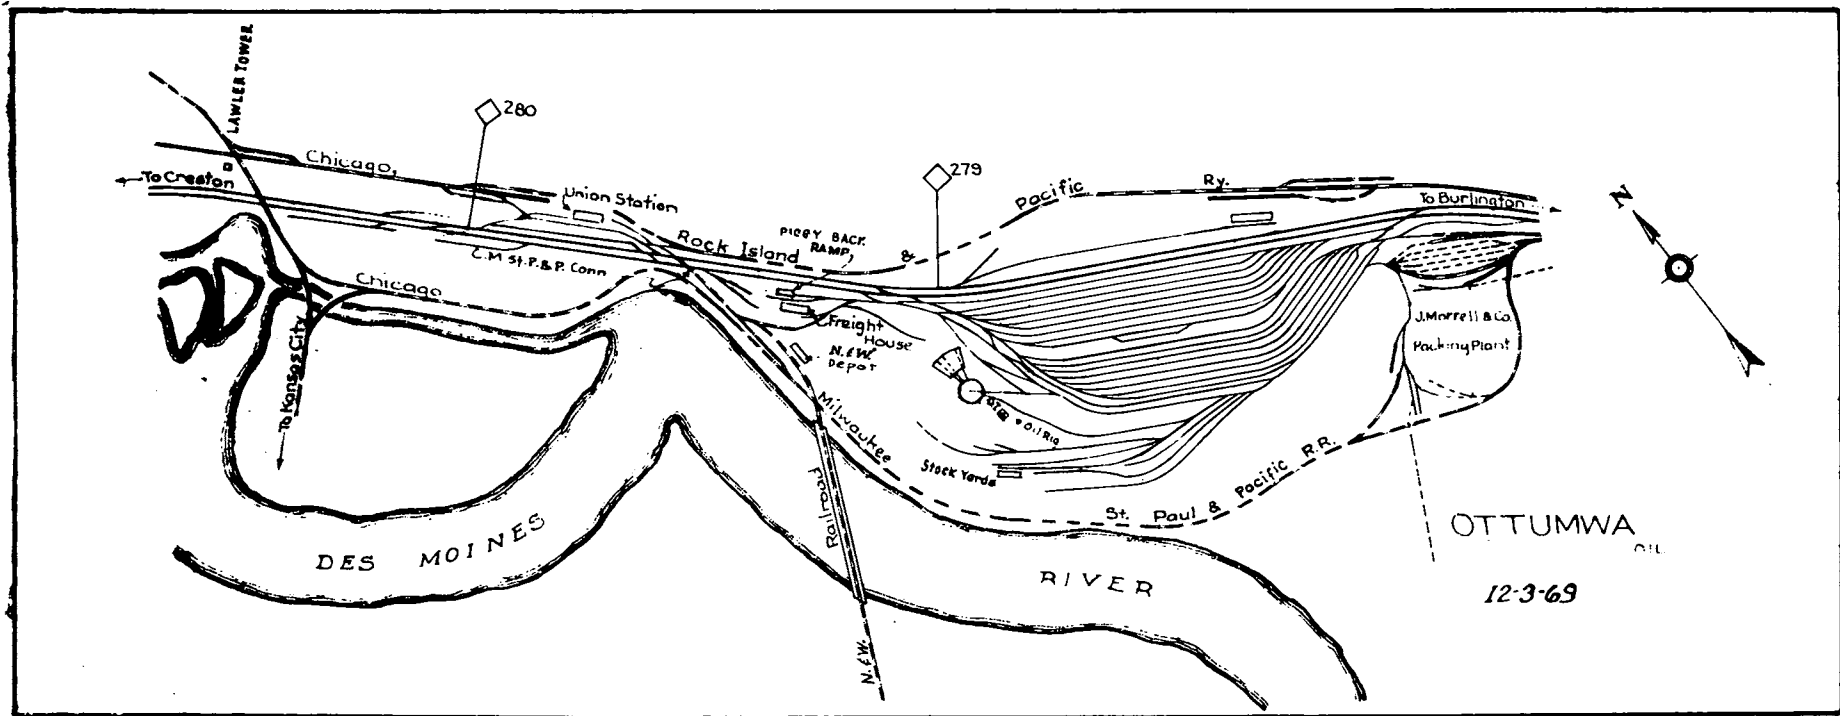 LAWLER TOWER
280
Chicago,
To Creston
Union Station
279
Pacific
Ry.
To Burlington
N
Rock Island
&
PIGGY BACK
RAMP
C.M St.P.& P. Conn
Chicago
To Kansas City
Freight
House
N.&W.
DEPOT
J. Morrell & Co.
Packing Plant
Milwaukee
Stock Yards
St. Paul & Pacific R.R.
Railroad
DES MOINES
RIVER
N.&W.
OTTUMWA
12-3-69